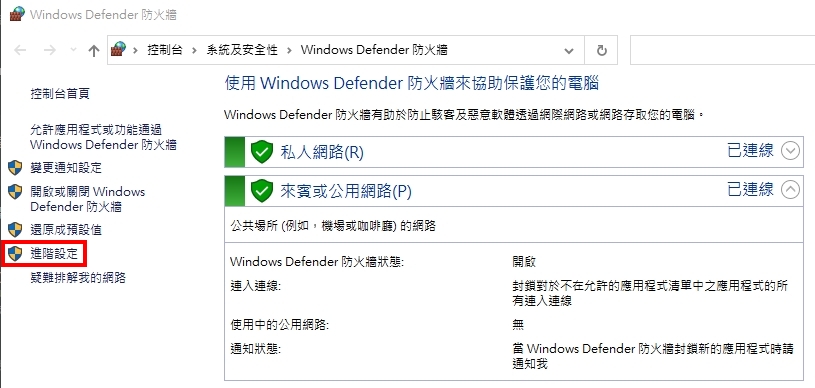 Windows Defender 防火牆
控制台 > 系統及安全性 > Windows Defender 防火牆
控制台首頁
允許應用程式或功能通過
Windows Defender 防火牆
變更通知設定
開啟或關閉 Windows
Defender 防火牆
還原成預設值
進階設定
疑難排解我的網路
使用 Windows Defender 防火牆來協助保護您的電腦
Windows Defender 防火牆有助於防止駭客及惡意軟體透過網際網路或網路存取您的電腦。
私人網路(R) 已連線
來賓或公用網路(P) 已連線
公共場所 (例如，機場或咖啡廳) 的網路
Windows Defender 防火牆狀態: 開啟
連入連線: 封鎖對於不在允許的應用程式清單中之應用程式的所
有連入連線
使用中的公用網路: 無
通知狀態: 當 Windows Defender 防火牆封鎖新的應用程式時請
通知我